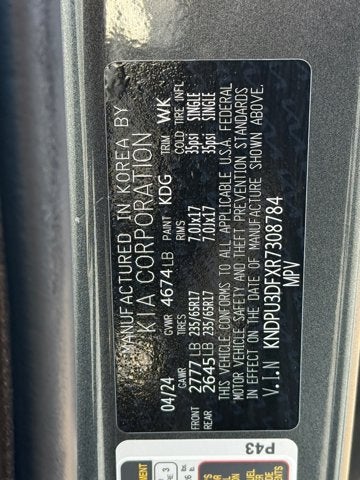 MANUFACTURED IN KOREA BY
KIA CORPORATION
04/24 GVWR 4674LB PAINT KDG TRIM WK
GAWR TIRES RIMS COLD TIRE INFL
FRONT 2777LB 235/65R17 7.0Jx17 35psi SINGLE
REAR 2645LB 235/65R17 7.0Jx17 35psi SINGLE
THIS VEHICLE CONFORMS TO ALL APPLICABLE U.S.A. FEDERAL
MOTOR VEHICLE SAFETY AND THEFT PREVENTION STANDARDS
IN EFFECT ON THE DATE OF MANUFACTURE SHOWN ABOVE.
V.I.N KNDPU3DFXR7308784
MPV
P43